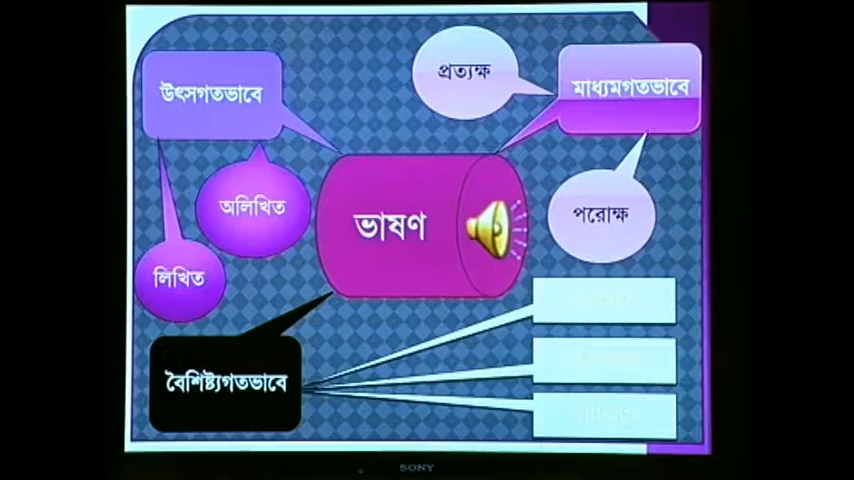 উৎসগতভাবে
প্রত্যক্ষ
মাধ্যমগতভাবে
অলিখিত
ভাষণ
পরোক্ষ
লিখিত
বৈশিষ্ট্যগতভাবে
SONY